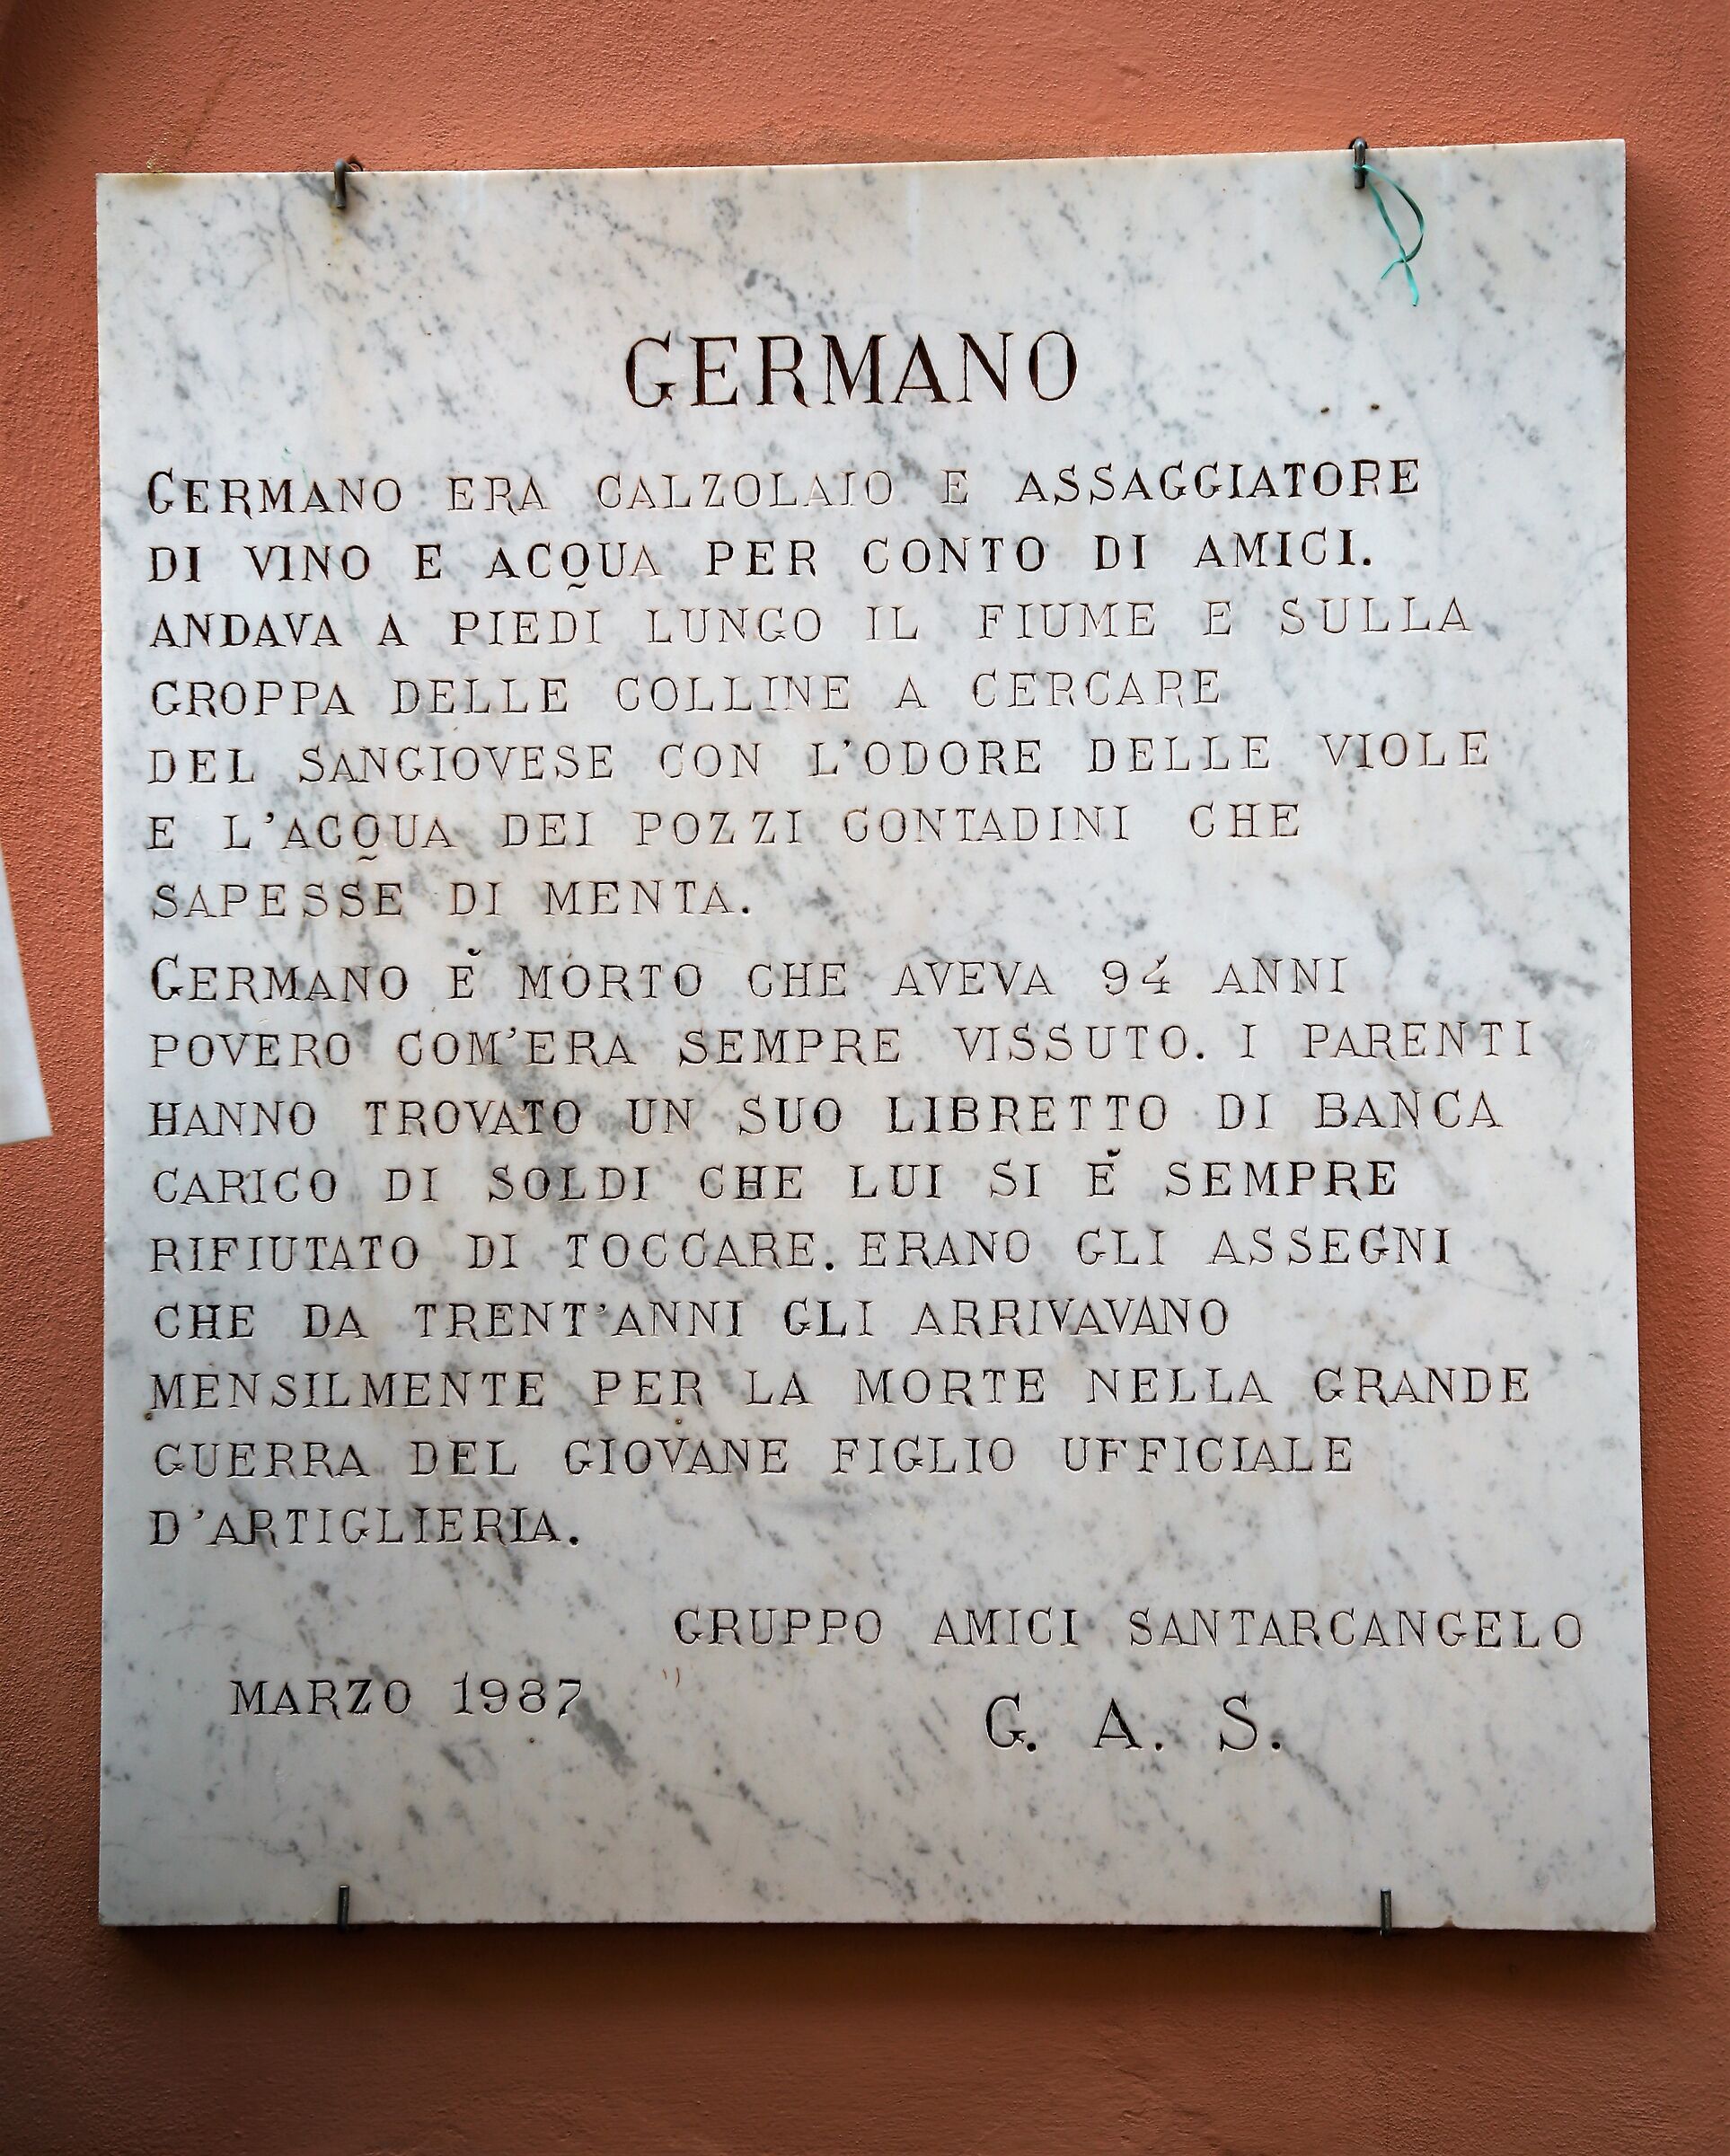 GERMANO
GERMANO ERA CALZOLAIO E ASSAGGIATORE
DI VINO E ACQUA PER CONTO DI AMICI.
ANDAVA A PIEDI LUNGO IL FIUME E SULLA
GROPPA DELLE COLLINE A CERCARE
DEL SANGIOVESE CON L'ODORE DELLE VIOLE
E L'ACQUA DEI POZZI CONTADINI CHE
SAPESSE DI MENTA.
GERMANO È MORTO CHE AVEVA 94 ANNI
POVERO COM'ERA SEMPRE VISSUTO. I PARENTI
HANNO TROVATO UN SUO LIBRETTO DI BANCA
CARICO DI SOLDI CHE LUI SI È SEMPRE
RIFIUTATO DI TOCCARE. ERANO GLI ASSEGNI
CHE DA TRENT'ANNI GLI ARRIVAVANO
MENSILMENTE PER LA MORTE NELLA GRANDE
GUERRA DEL GIOVANE FIGLIO UFFICIALE
D'ARTIGLIERIA.
GRUPPO AMICI SANTARCANGELO
MARZO 1987
G. A. S.